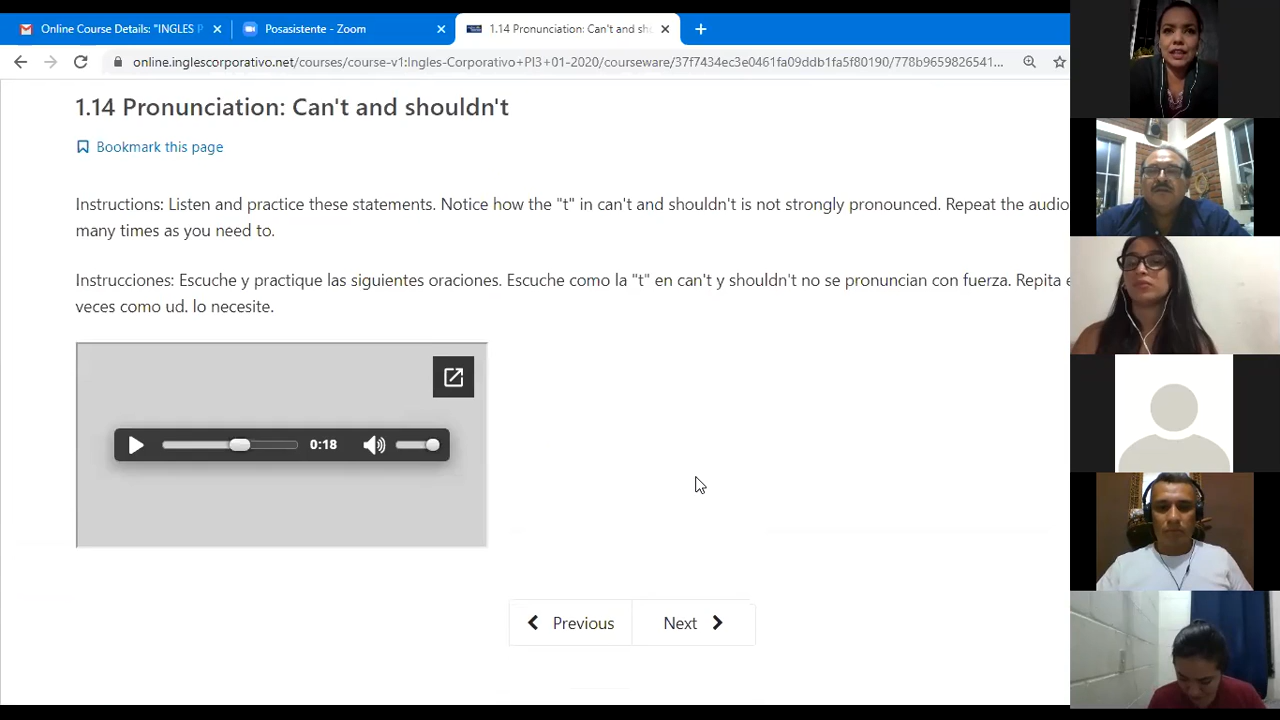 Online Course Details: "INGLES P
Posasistente - Zoom
1.14 Pronunciation: Can't and sho
online.inglescorporativo.net/courses/course-v1:Ingles-Corporativo+PI3+01-2020/courseware/37f7434ec3e0461fa09ddb1fa5f80190/778b9659826541...
1.14 Pronunciation: Can't and shouldn't
Bookmark this page
Instructions: Listen and practice these statements. Notice how the "t" in can't and shouldn't is not strongly pronounced. Repeat the audio
many times as you need to.
Instrucciones: Escuche y practique las siguientes oraciones. Escuche como la "t" en can't y shouldn't no se pronuncian con fuerza. Repita e
veces como ud. lo necesite.
0:18
Previous
Next